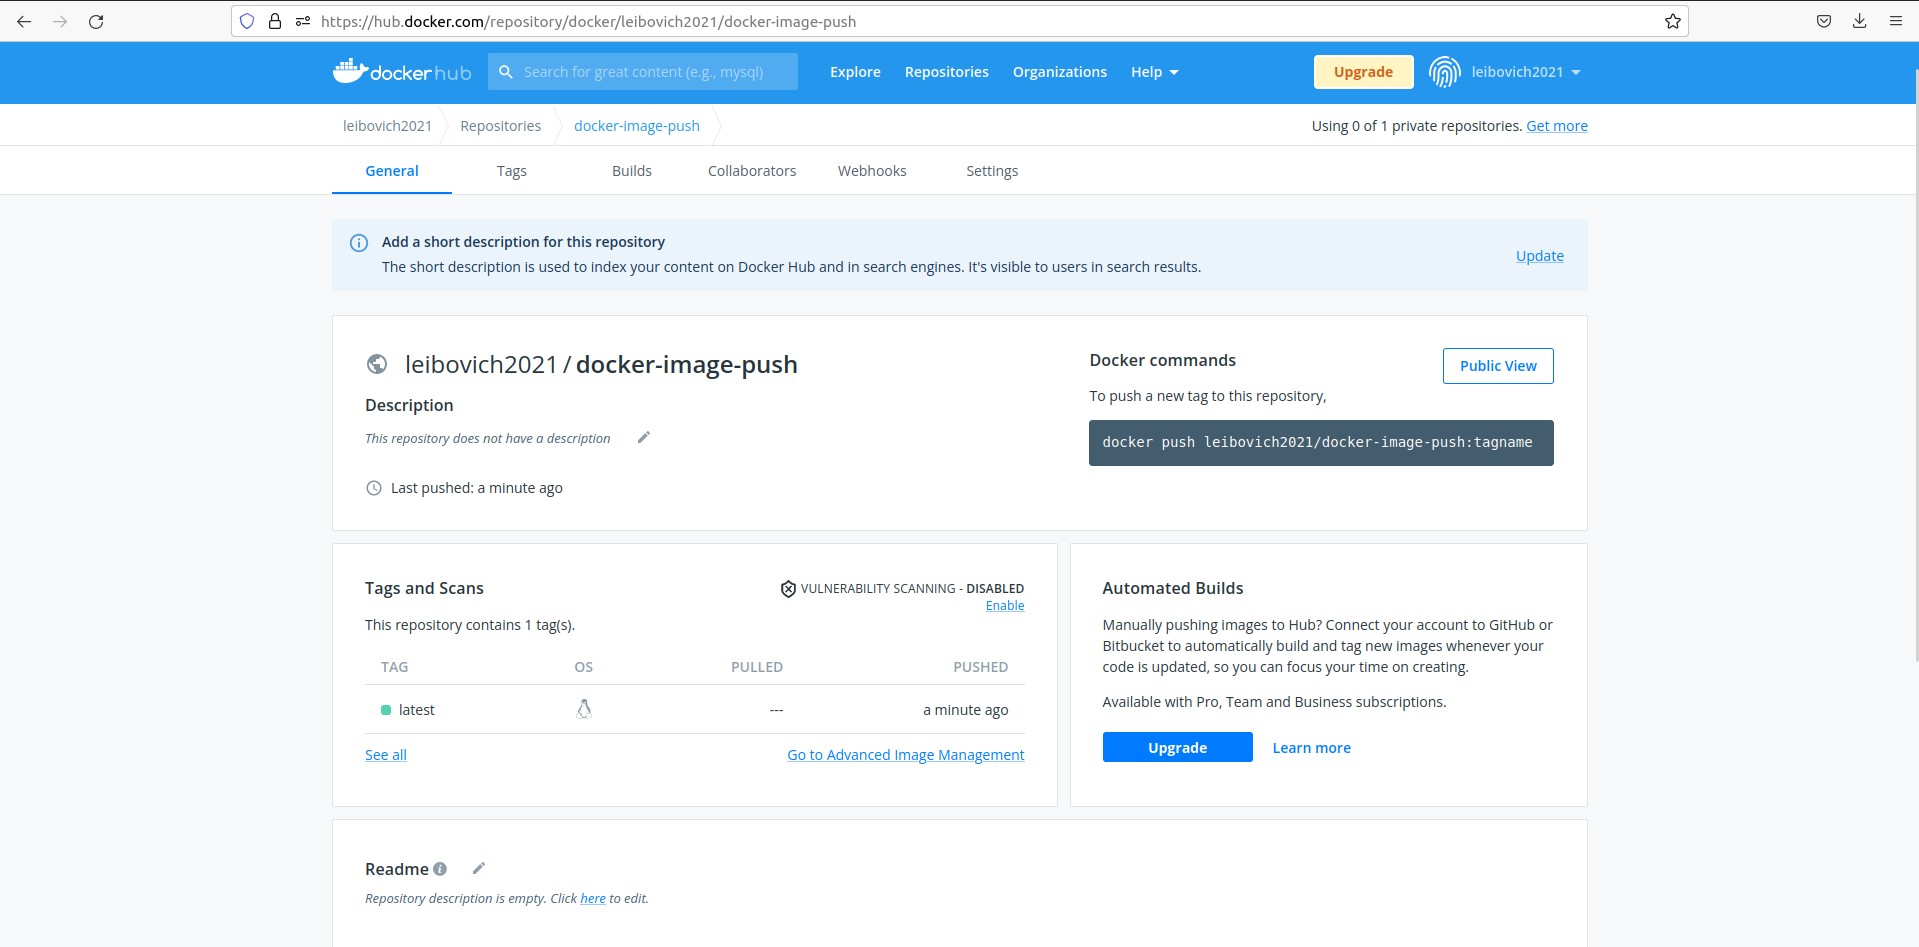 https://hub.docker.com/repository/docker/leibovich2021/docker-image-push
dockerhub
Search for great content (e.g., mysql)
Explore
Repositories
Organizations
Help
Upgrade
leibovich2021
leibovich2021
Repositories
docker-image-push
Using 0 of 1 private repositories. Get more
General
Tags
Builds
Collaborators
Webhooks
Settings
Add a short description for this repository
The short description is used to index your content on Docker Hub and in search engines. It's visible to users in search results.
Update
leibovich2021 / docker-image-push
Description
This repository does not have a description
Last pushed: a minute ago
Docker commands
Public View
To push a new tag to this repository,
docker push leibovich2021/docker-image-push:tagname
Tags and Scans
VULNERABILITY SCANNING - DISABLED
Enable
This repository contains 1 tag(s).
TAG OS PULLED PUSHED
latest --- a minute ago
See all
Go to Advanced Image Management
Automated Builds
Manually pushing images to Hub? Connect your account to GitHub or
Bitbucket to automatically build and tag new images whenever your
code is updated, so you can focus your time on creating.
Available with Pro, Team and Business subscriptions.
Upgrade
Learn more
Readme
Repository description is empty. Click here to edit.